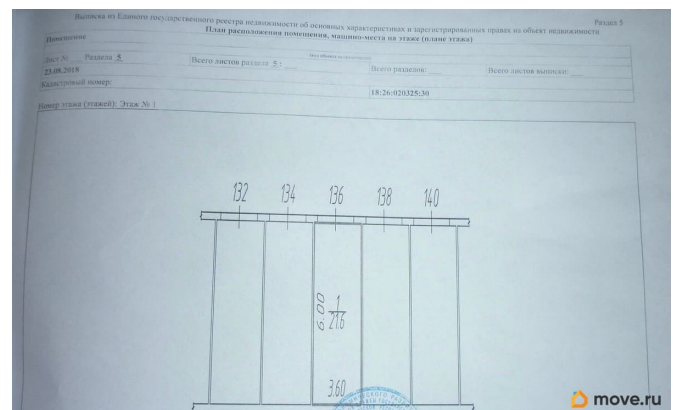 Выписка из Единого государственного реестра недвижимости об основных характеристиках и зарегистрированных правах на объект недвижимости
Раздел 5
План расположения помещения, машино-места на этаже (плане этажа)
Помещение
Лист № Раздела 5 Всего листов раздела 5 : Всего разделов: Всего листов выписки:
23.08.2018
Кадастровый номер: 18:26:020325:30
Номер этажа (этажей): Этаж № 1
132 134 136 138 140
6.00 1
21.6
3.60
move.ru